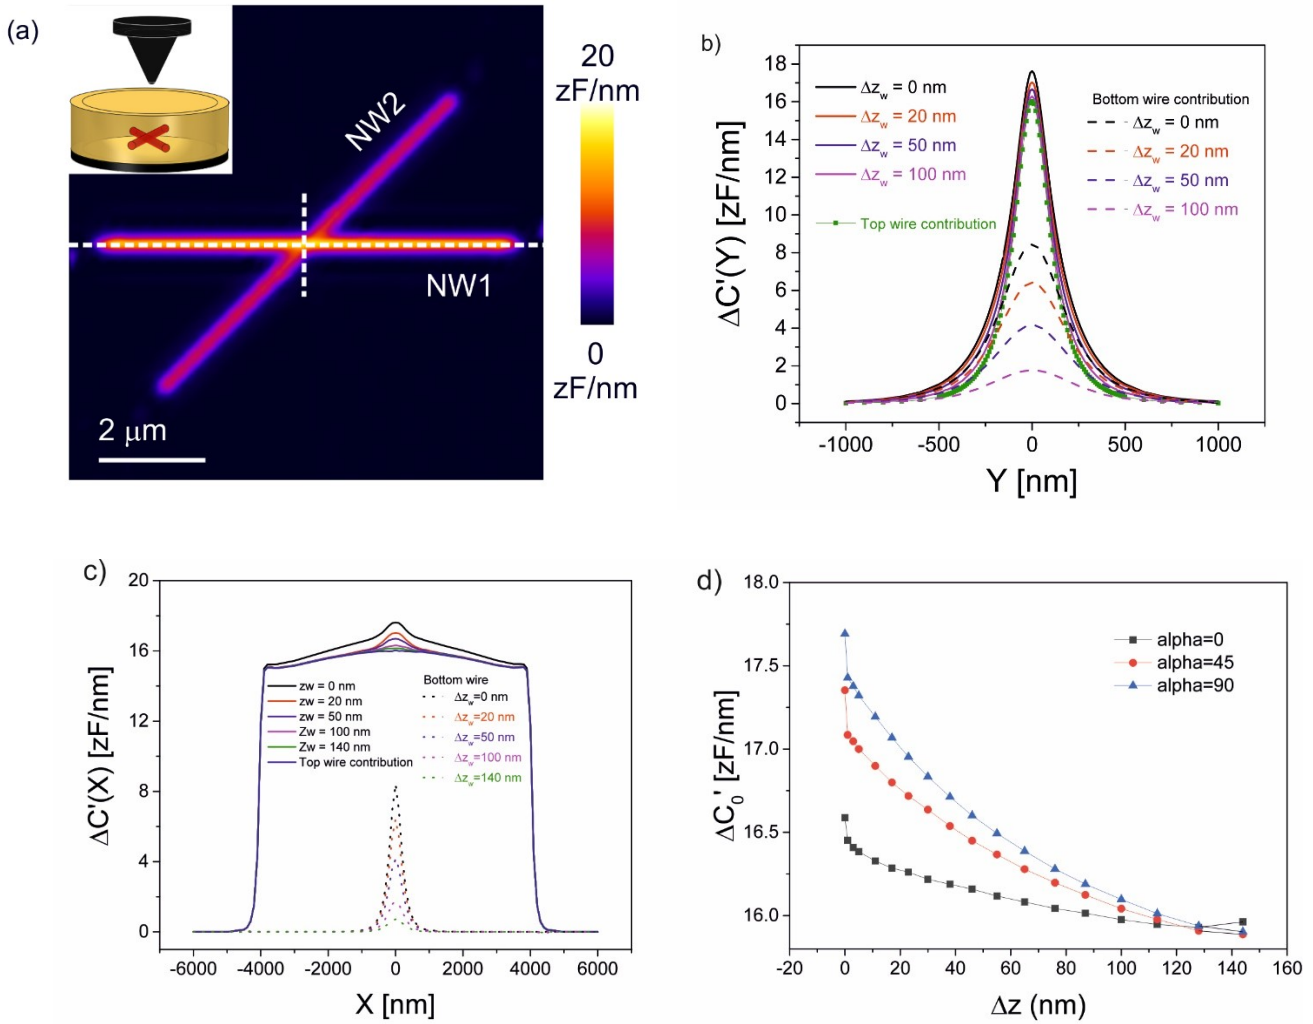 (a)
20
zF/nm
NW2
NW1
0
zF/nm
2 μm
b)
ΔC'(Y) [zF/nm]
18
16
14
12
10
8
6
4
2
0
Δz_w = 0 nm
Δz_w = 20 nm
Δz_w = 50 nm
Δz_w = 100 nm
Top wire contribution
Bottom wire contribution
Δz_w = 0 nm
Δz_w = 20 nm
Δz_w = 50 nm
Δz_w = 100 nm
-1000 -500 0 500 1000
Y [nm]
c)
ΔC'(X) [zF/nm]
20
16
12
8
4
0
zw = 0 nm
zw = 20 nm
zw = 50 nm
Zw = 100 nm
Zw = 140 nm
Top wire contribution
Bottom wire
Δz_w=0 nm
Δz_w=20 nm
Δz_w=50 nm
Δz_w=100 nm
Δz_w=140 nm
-6000 -4000 -2000 0 2000 4000 6000
X [nm]
d)
ΔC₀' [zF/nm]
18.0
17.5
17.0
16.5
16.0
alpha=0
alpha=45
alpha=90
-20 0 20 40 60 80 100 120 140 160
Δz (nm)